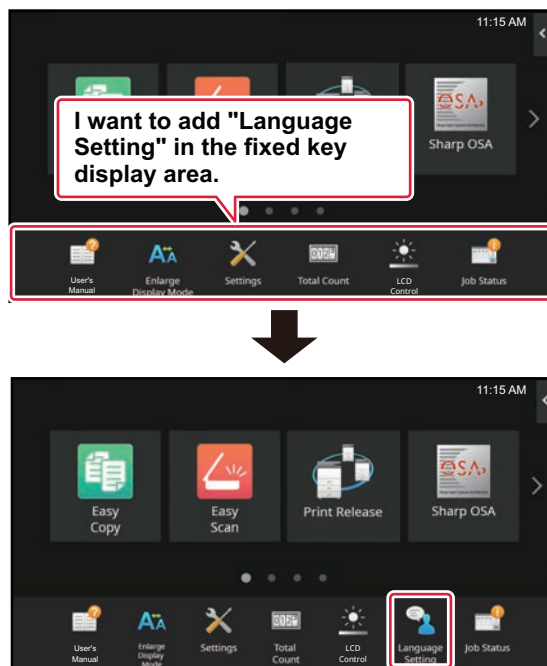 11:15 AM
I want to add "Language
Setting" in the fixed key
display area.
OSA
Sharp OSA
User's
Manual
Enlarge
Display Mode
Settings
Total Count
LCD
Control
Job Status
11:15 AM
Easy
Copy
Easy
Scan
Print Release
OSA
Sharp OSA
User's
Manual
Enlarge
Display
Mode
Settings
Total
Count
LCD
Control
Language
Setting
Job Status